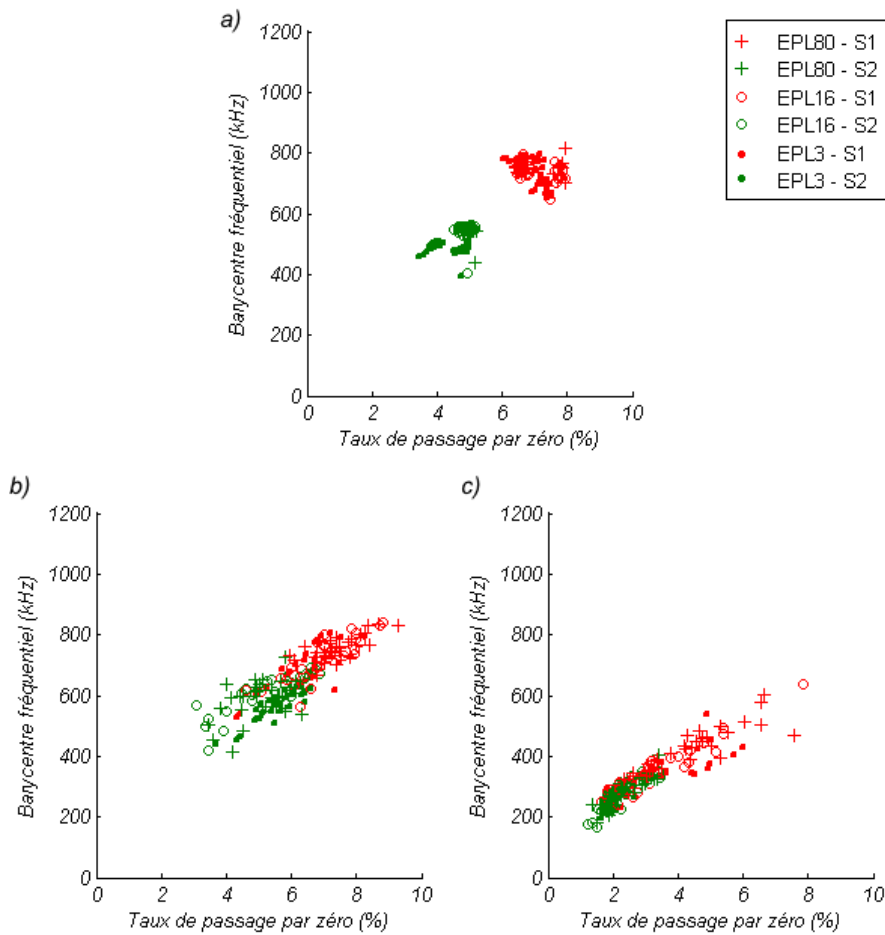 a)
1200
1000
800
600
400
200
0
Barycentre fréquentiel (kHz)
0 2 4 6 8 10
Taux de passage par zéro (%)
EPL80 - S1
EPL80 - S2
EPL16 - S1
EPL16 - S2
EPL3 - S1
EPL3 - S2
b)
1200
1000
800
600
400
200
0
Barycentre fréquentiel (kHz)
0 2 4 6 8 10
Taux de passage par zéro (%)
c)
1200
1000
800
600
400
200
0
Barycentre fréquentiel (kHz)
0 2 4 6 8 10
Taux de passage par zéro (%)